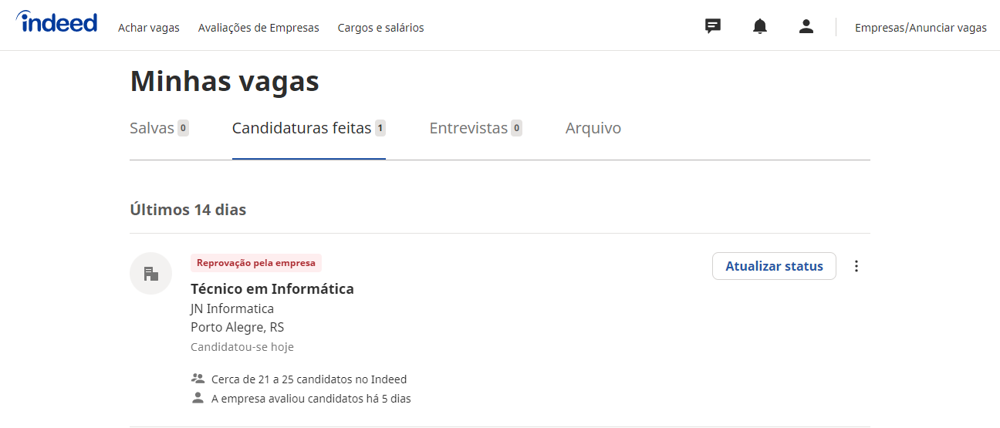 indeed
Achar vagas
Avaliações de Empresas
Cargos e salários
Empresas/Anunciar vagas
Minhas vagas
Salvas 0
Candidaturas feitas 1
Entrevistas 0
Arquivo
Últimos 14 dias
Reprovação pela empresa
Atualizar status
Técnico em Informática
JN Informatica
Porto Alegre, RS
Candidatou-se hoje
Cerca de 21 a 25 candidatos no Indeed
A empresa avaliou candidatos há 5 dias